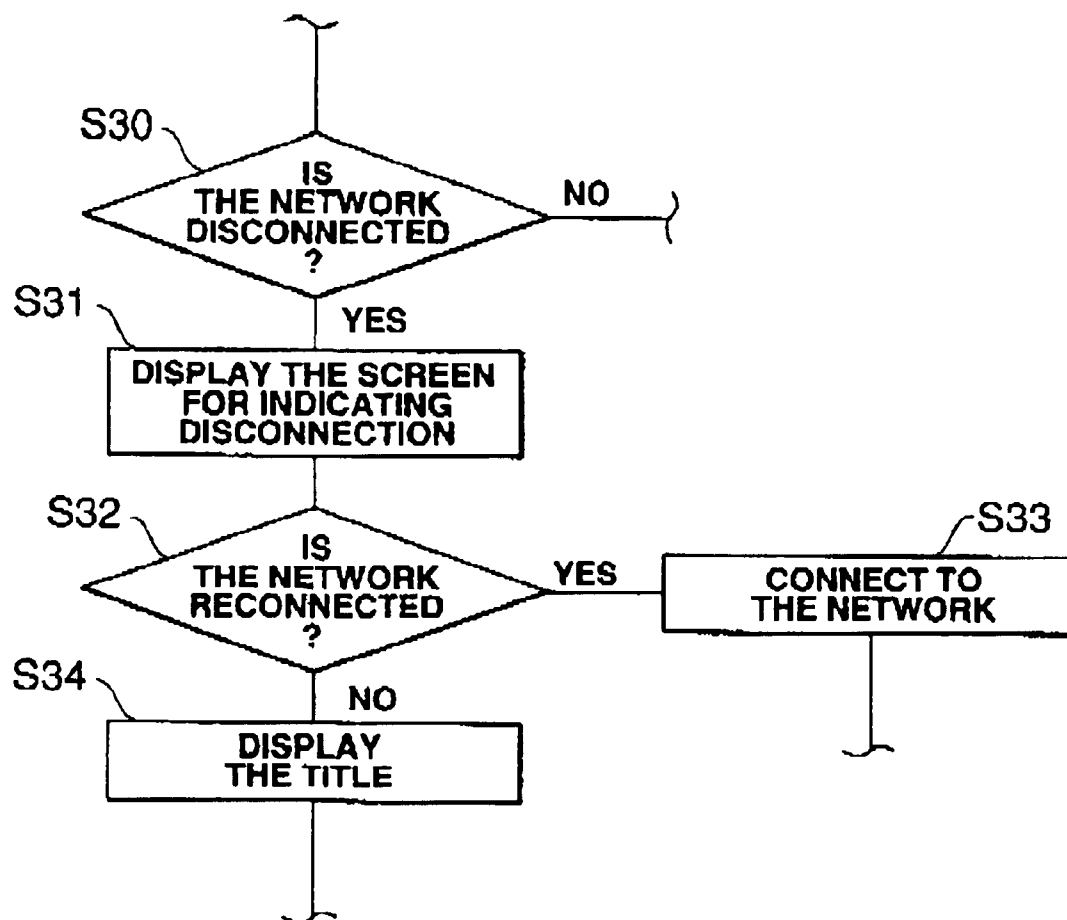 S30
IS
THE NETWORK
DISCONNECTED
?
NO
S31
YES
DISPLAY THE SCREEN
FOR INDICATING
DISCONNECTION
S32
IS
THE NETWORK
RECONNECTED
?
YES
S33
CONNECT TO
THE NETWORK
S34
NO
DISPLAY
THE TITLE